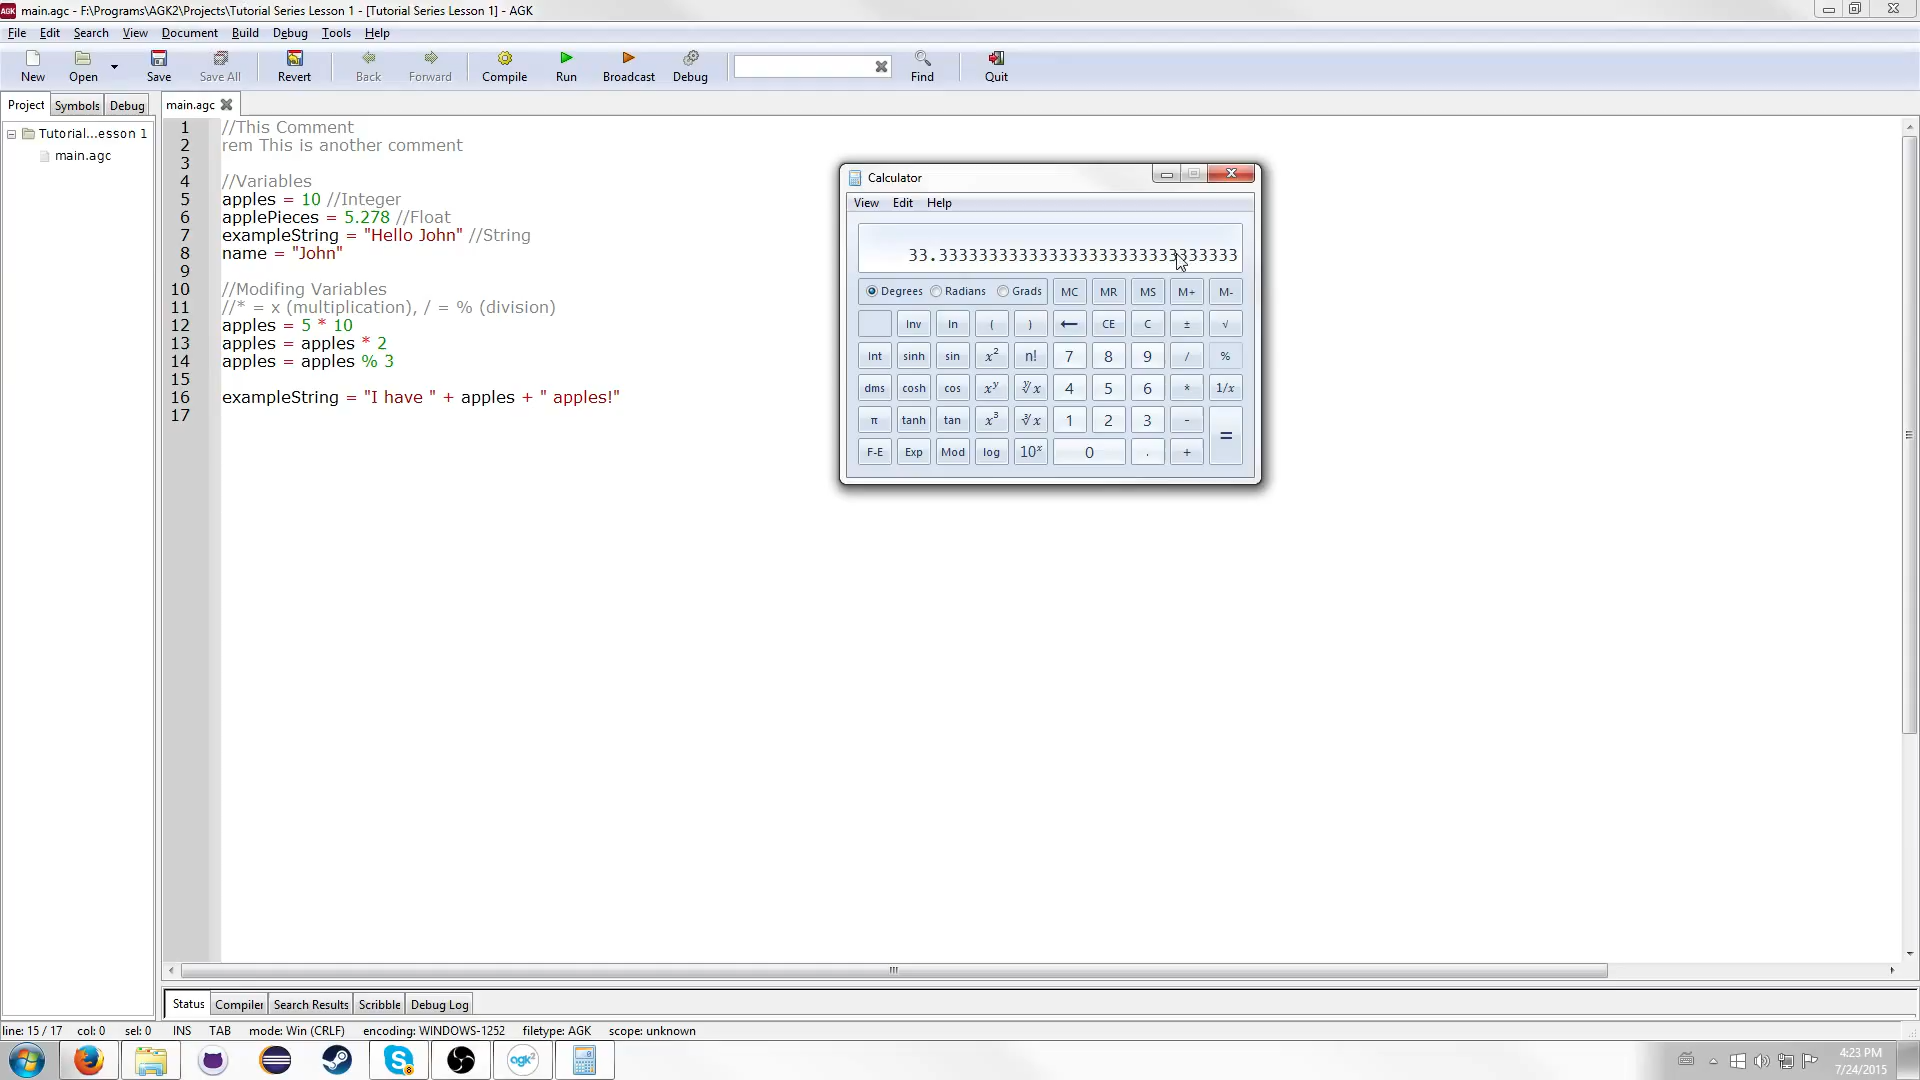 main.agc - F:\Programs\AGK2\Projects\Tutorial Series Lesson 1 - [Tutorial Series Lesson 1] - AGK
File Edit Search View Document Build Debug Tools Help
New Open Save Save All Revert Back Forward Compile Run Broadcast Debug Find Quit
Project Symbols Debug main.agc
Tutorial...esson 1
main.agc
1 //This Comment
2 rem This is another comment
3
4 //Variables
5 apples = 10 //Integer
6 applePieces = 5.278 //Float
7 exampleString = "Hello John" //String
8 name = "John"
9
10 //Modifing Variables
11 //* = x (multiplication), / = % (division)
12 apples = 5 * 10
13 apples = apples * 2
14 apples = apples % 3
15
16 exampleString = "I have " + apples + " apples!"
17
Calculator
View Edit Help
33.333333333333333333333333333333
Degrees Radians Grads MC MR MS M+ M-
Inv ln ( ) ← CE C ± √
Int sinh sin x² n! 7 8 9 / %
dms cosh cos xʸ ʸ√x 4 5 6 * 1/x
π tanh tan x³ ³√x 1 2 3 - =
F-E Exp Mod log 10ˣ 0 . +
Status Compiler Search Results Scribble Debug Log
line: 15 / 17 col: 0 sel: 0 INS TAB mode: Win (CRLF) encoding: WINDOWS-1252 filetype: AGK scope: unknown
agk2
4:23 PM
7/24/2015